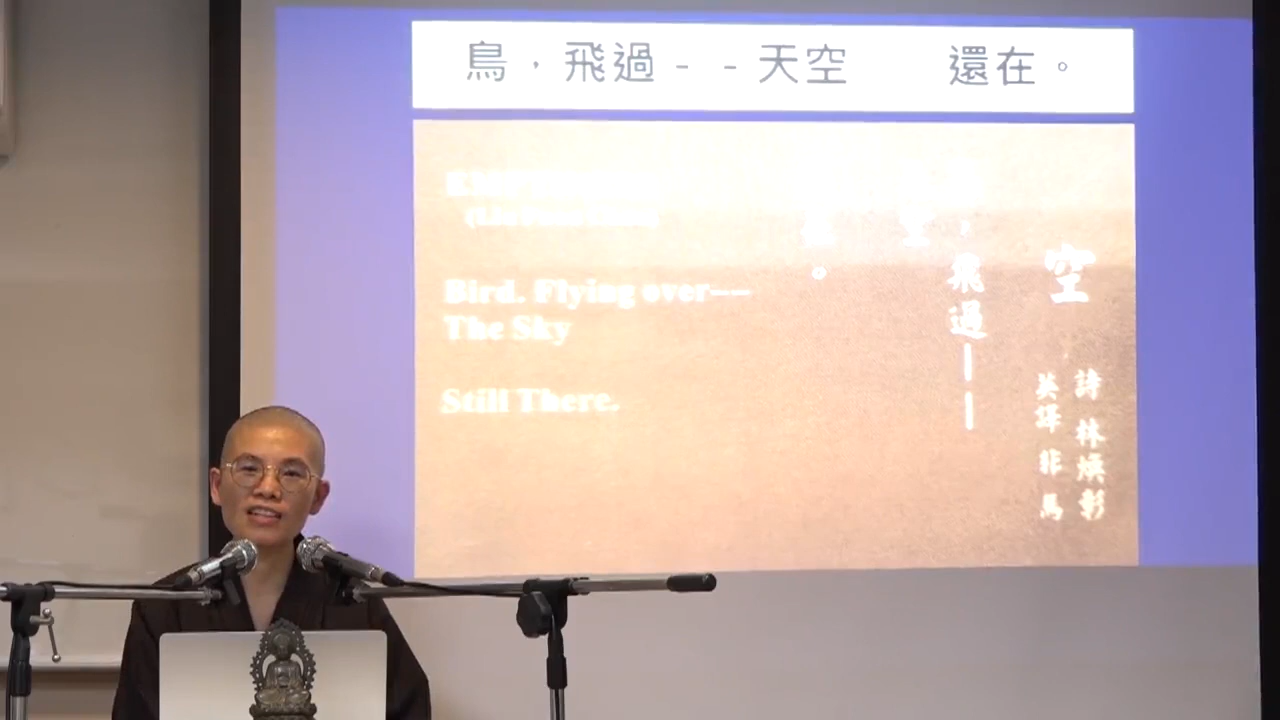 鳥，飛過--天空 還在。
Bird. Flying over——
The Sky
Still There.
空
詩 林煥彰
英譯 非馬
，飛過——
空
。